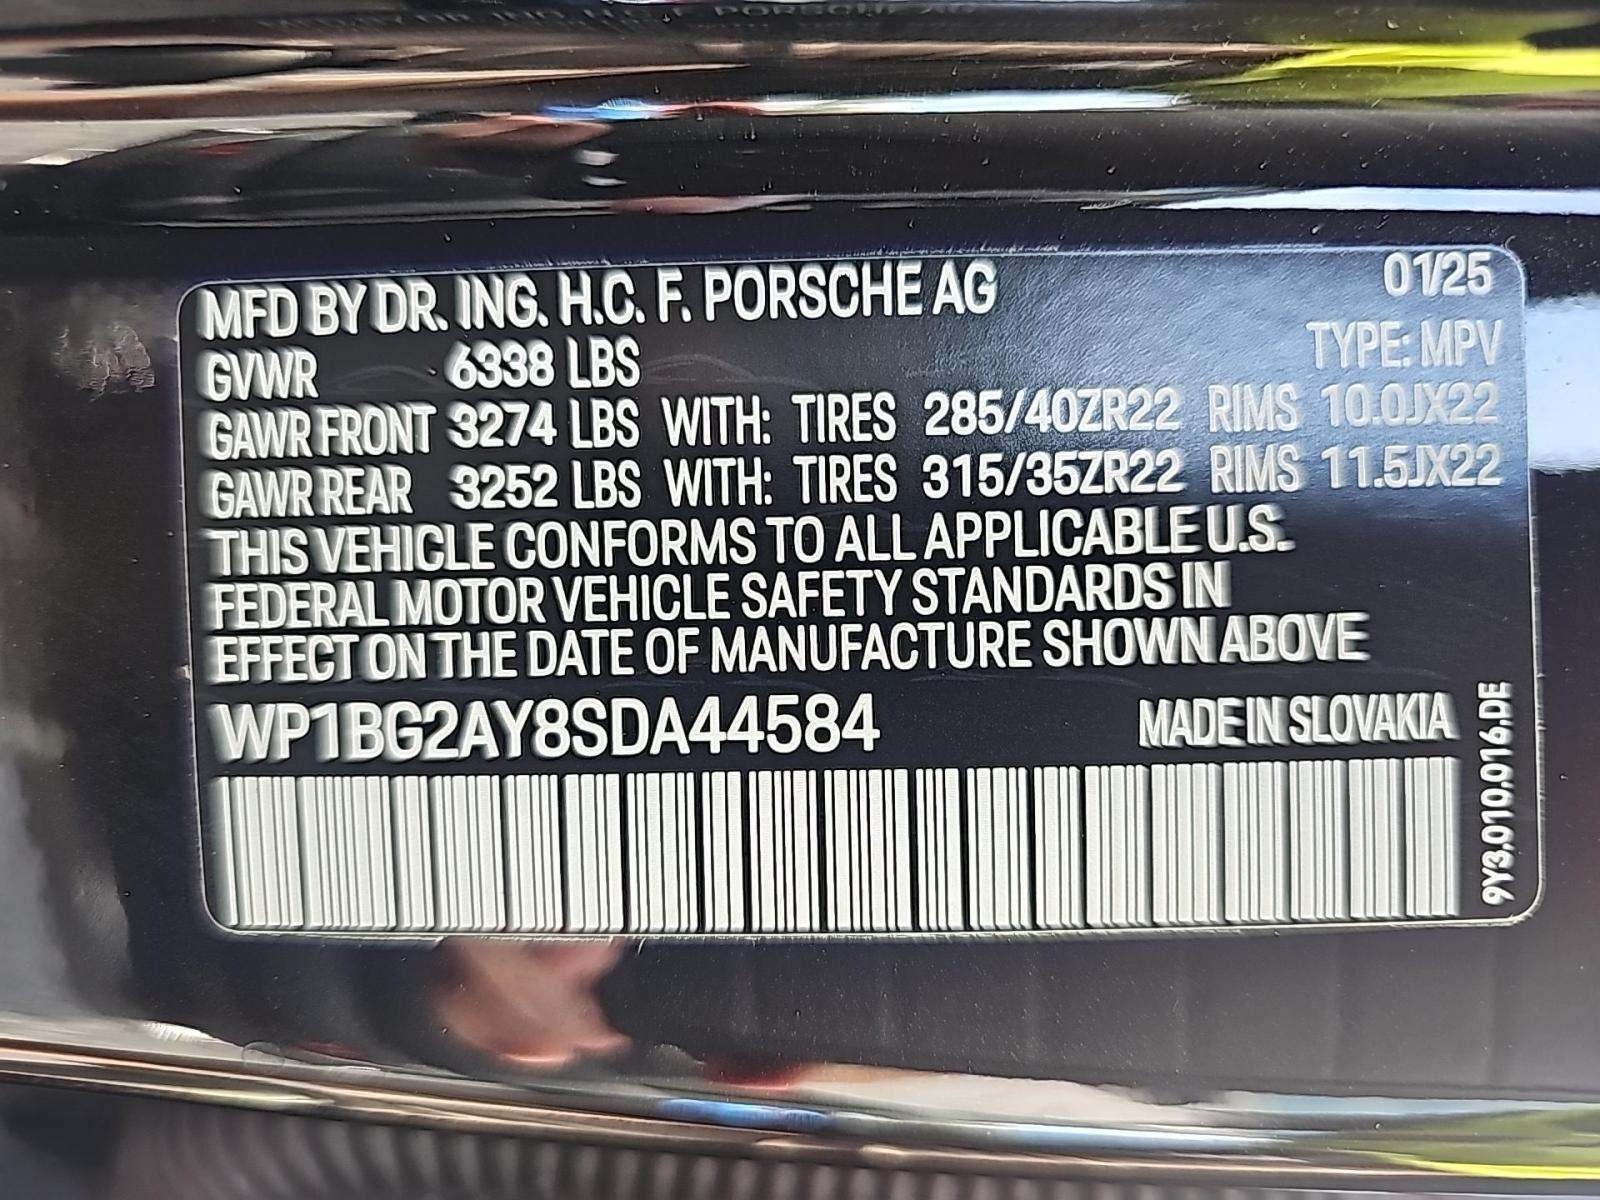 MFD BY DR. ING. H.C. F. PORSCHE AG 01/25
GVWR 6338 LBS TYPE: MPV
GAWR FRONT 3274 LBS WITH: TIRES 285/40ZR22 RIMS 10.0JX22
GAWR REAR 3252 LBS WITH: TIRES 315/35ZR22 RIMS 11.5JX22
THIS VEHICLE CONFORMS TO ALL APPLICABLE U.S.
FEDERAL MOTOR VEHICLE SAFETY STANDARDS IN
EFFECT ON THE DATE OF MANUFACTURE SHOWN ABOVE
WP1BG2AY8SDA44584 MADE IN SLOVAKIA
9Y3.010.016.DE